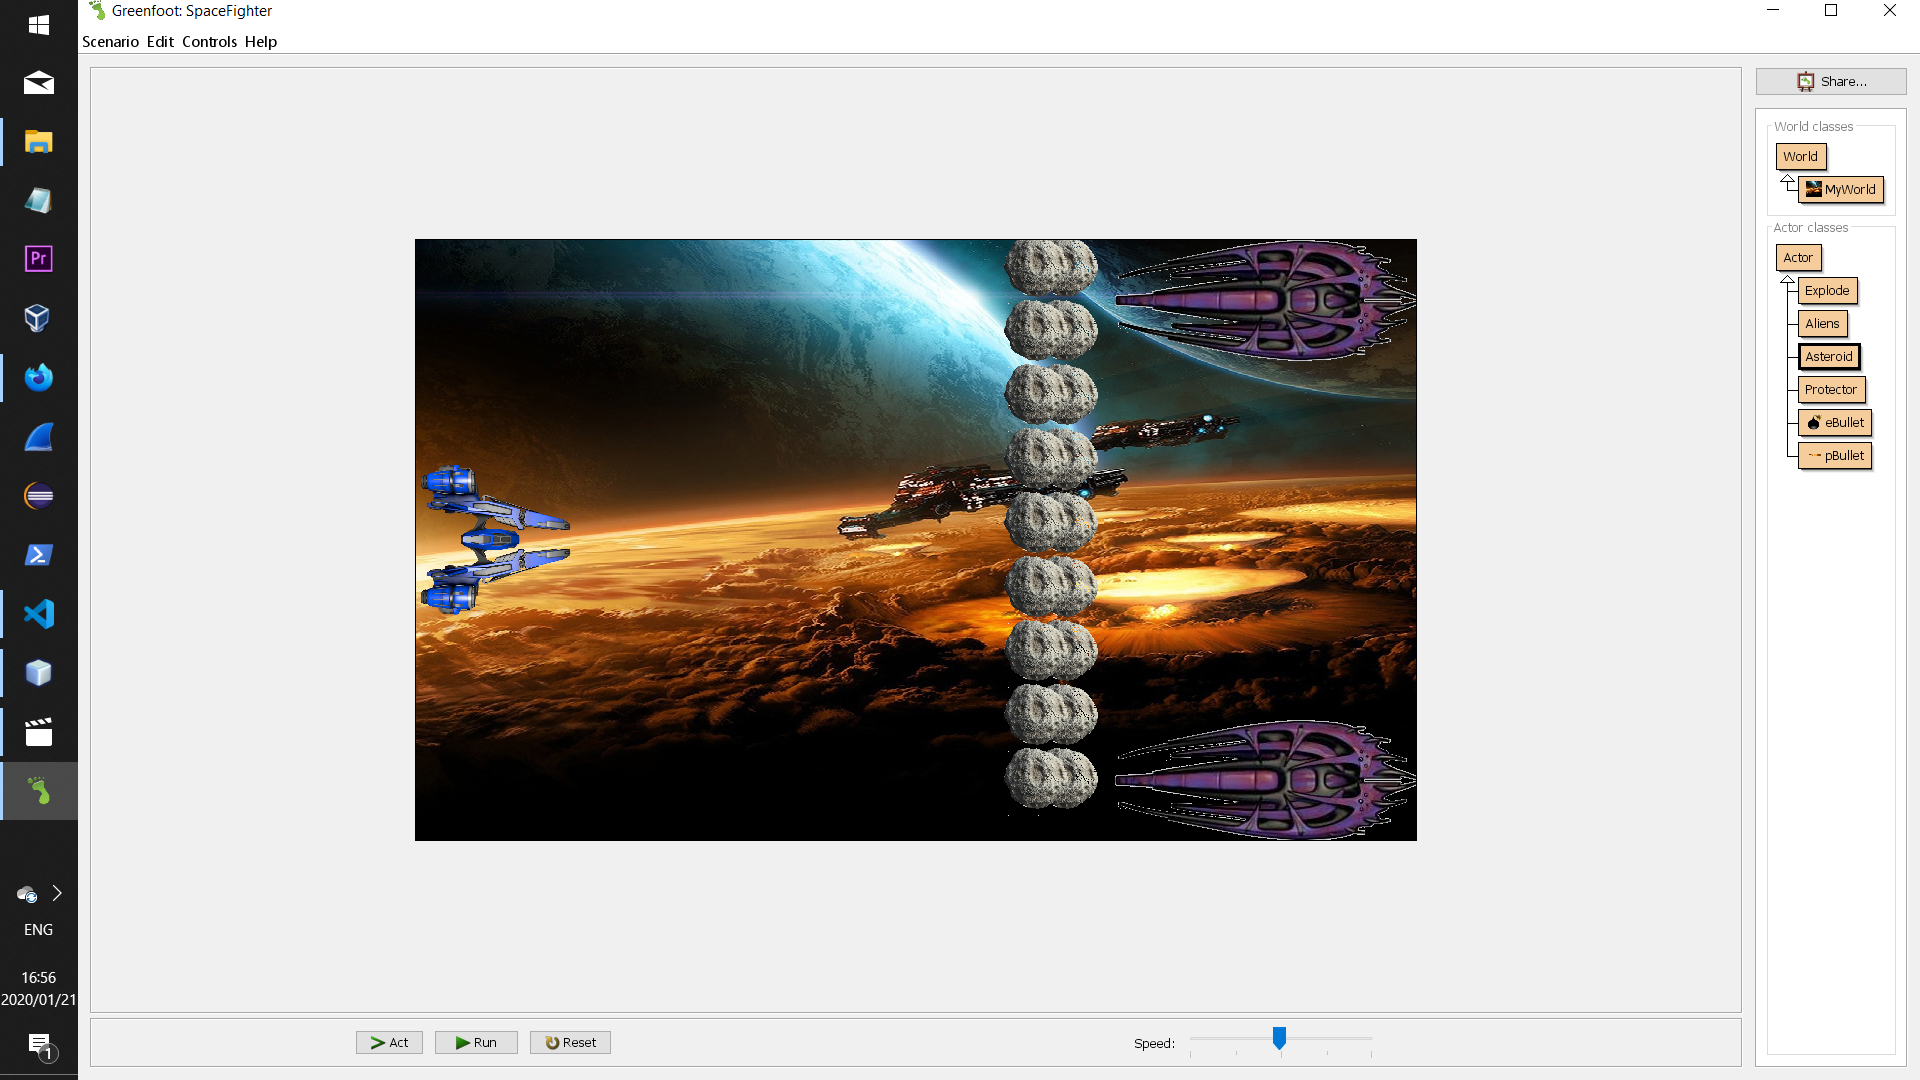 Greenfoot: SpaceFighter
Scenario Edit Controls Help
Share...
World classes
World
MyWorld
Actor classes
Actor
Explode
Aliens
Asteroid
Protector
eBullet
pBullet
Pr
ENG
16:56
2020/01/21
1
Act
Run
Reset
Speed: